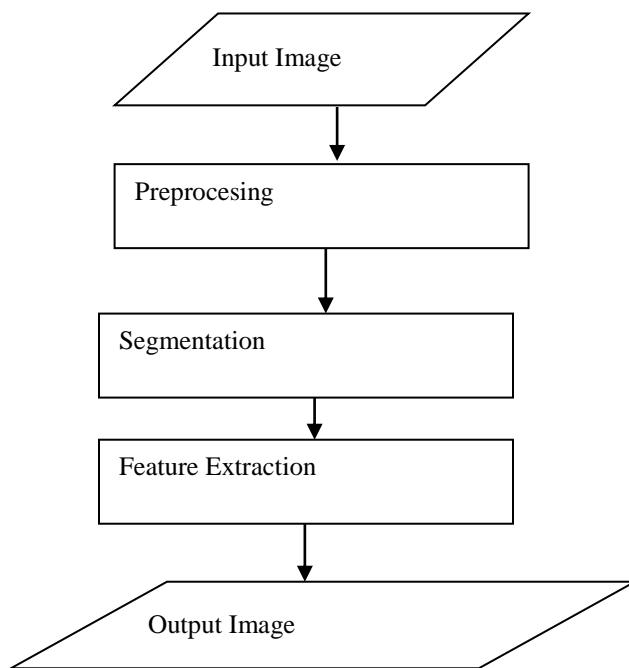 Input Image
Preprocesing
Segmentation
Feature Extraction
Output Image